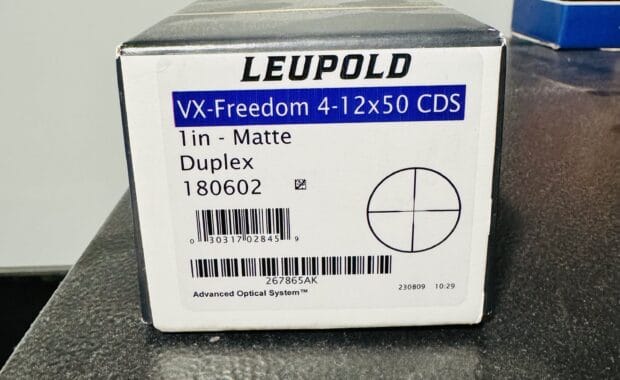 LEUPOLD
VX-Freedom 4-12x50 CDS
1in - Matte
Duplex
180602
0 30317 02845 9
267865AK
Advanced Optical System™
230809 10:29